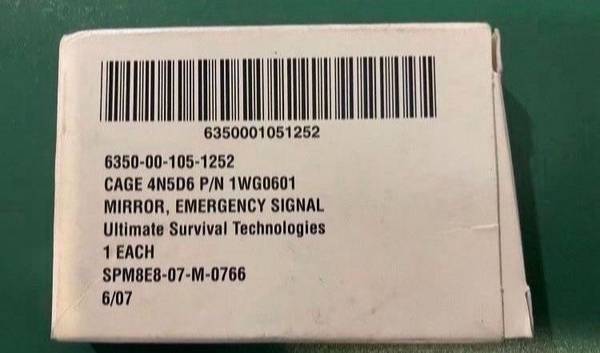 6350001051252
6350-00-105-1252
CAGE 4N5D6 P/N 1WG0601
MIRROR, EMERGENCY SIGNAL
Ultimate Survival Technologies
1 EACH
SPM8E8-07-M-0766
6/07